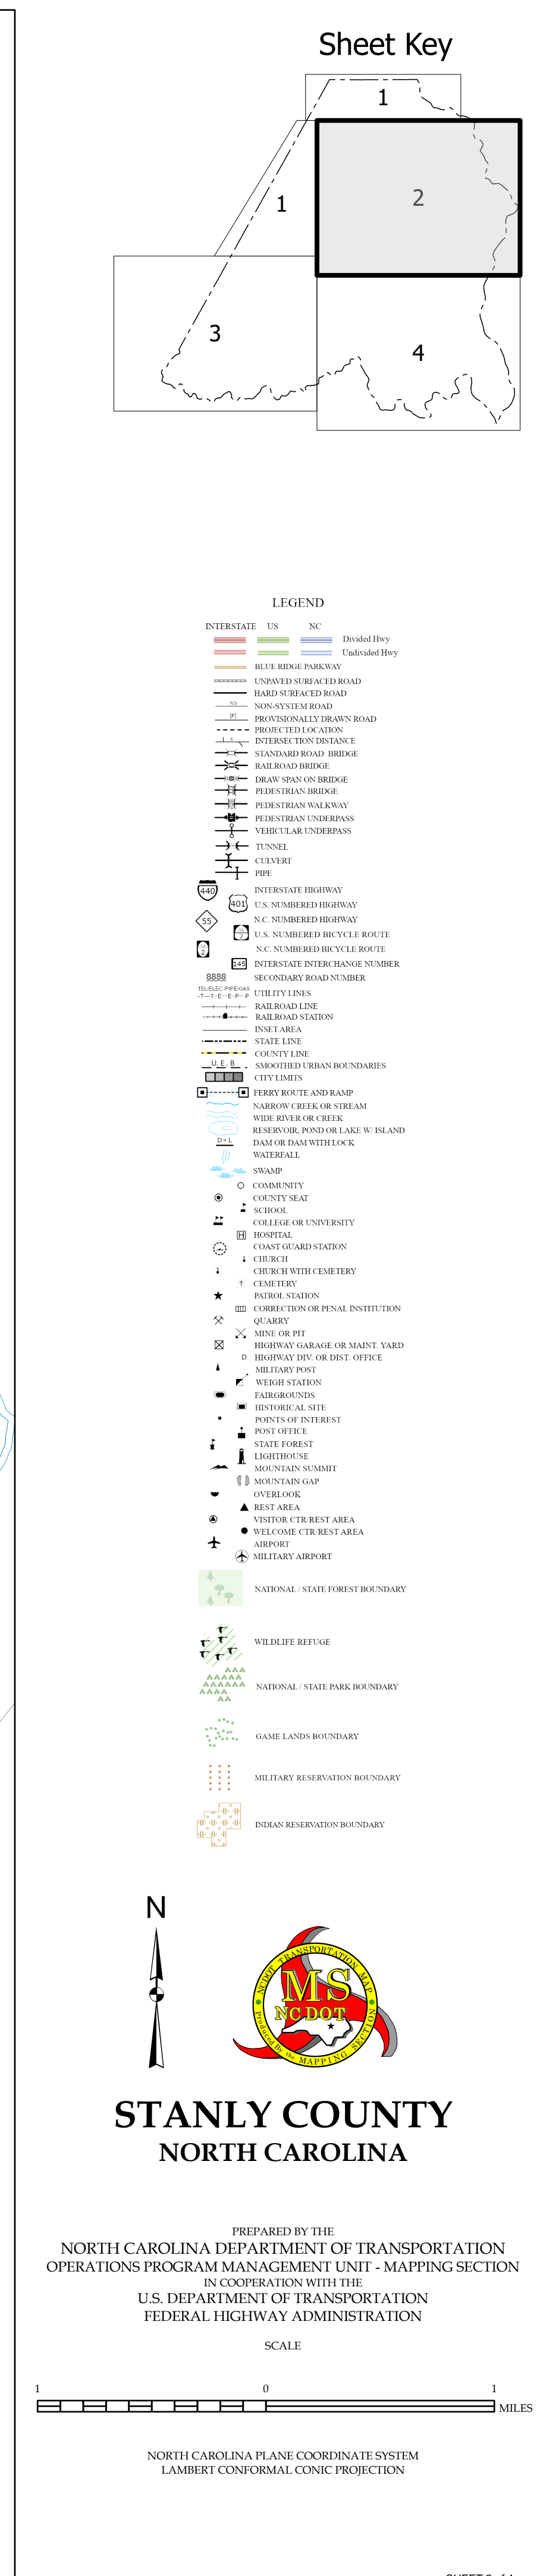 Sheet Key
1
2
1
3
4
LEGEND
INTERSTATE US NC
Divided Hwy
Undivided Hwy
BLUE RIDGE PARKWAY
UNPAVED SURFACED ROAD
HARD SURFACED ROAD
NS NON-SYSTEM ROAD
[P] PROVISIONALLY DRAWN ROAD
PROJECTED LOCATION
INTERSECTION DISTANCE
STANDARD ROAD BRIDGE
RAILROAD BRIDGE
DRAW SPAN ON BRIDGE
PEDESTRIAN BRIDGE
PEDESTRIAN WALKWAY
PEDESTRIAN UNDERPASS
VEHICULAR UNDERPASS
TUNNEL
CULVERT
PIPE
440 INTERSTATE HIGHWAY
401 U.S. NUMBERED HIGHWAY
55 N.C. NUMBERED HIGHWAY
2 U.S. NUMBERED BICYCLE ROUTE
2 N.C. NUMBERED BICYCLE ROUTE
145 INTERSTATE INTERCHANGE NUMBER
8888 SECONDARY ROAD NUMBER
TEL/ELEC/PIPE/GAS
–T––T··E···E··P···P UTILITY LINES
RAILROAD LINE
RAILROAD STATION
INSET AREA
STATE LINE
COUNTY LINE
U.E.B SMOOTHED URBAN BOUNDARIES
CITY LIMITS
FERRY ROUTE AND RAMP
NARROW CREEK OR STREAM
WIDE RIVER OR CREEK
RESERVOIR, POND OR LAKE W/ ISLAND
D-L DAM OR DAM WITH LOCK
WATERFALL
SWAMP
COMMUNITY
COUNTY SEAT
SCHOOL
COLLEGE OR UNIVERSITY
H HOSPITAL
COAST GUARD STATION
CHURCH
CHURCH WITH CEMETERY
CEMETERY
PATROL STATION
CORRECTION OR PENAL INSTITUTION
QUARRY
MINE OR PIT
HIGHWAY GARAGE OR MAINT. YARD
D HIGHWAY DIV. OR DIST. OFFICE
MILITARY POST
WEIGH STATION
FAIRGROUNDS
HISTORICAL SITE
POINTS OF INTEREST
POST OFFICE
STATE FOREST
LIGHTHOUSE
MOUNTAIN SUMMIT
MOUNTAIN GAP
OVERLOOK
REST AREA
VISITOR CTR/REST AREA
WELCOME CTR/REST AREA
AIRPORT
MILITARY AIRPORT
NATIONAL / STATE FOREST BOUNDARY
WILDLIFE REFUGE
NATIONAL / STATE PARK BOUNDARY
GAME LANDS BOUNDARY
MILITARY RESERVATION BOUNDARY
INDIAN RESERVATION BOUNDARY
N
NCDOT TRANSPORTATION MAP
MS
NCDOT
Produced By the MAPPING SECTION
STANLY COUNTY
NORTH CAROLINA
PREPARED BY THE
NORTH CAROLINA DEPARTMENT OF TRANSPORTATION
OPERATIONS PROGRAM MANAGEMENT UNIT - MAPPING SECTION
IN COOPERATION WITH THE
U.S. DEPARTMENT OF TRANSPORTATION
FEDERAL HIGHWAY ADMINISTRATION
SCALE
1 0 1
MILES
NORTH CAROLINA PLANE COORDINATE SYSTEM
LAMBERT CONFORMAL CONIC PROJECTION